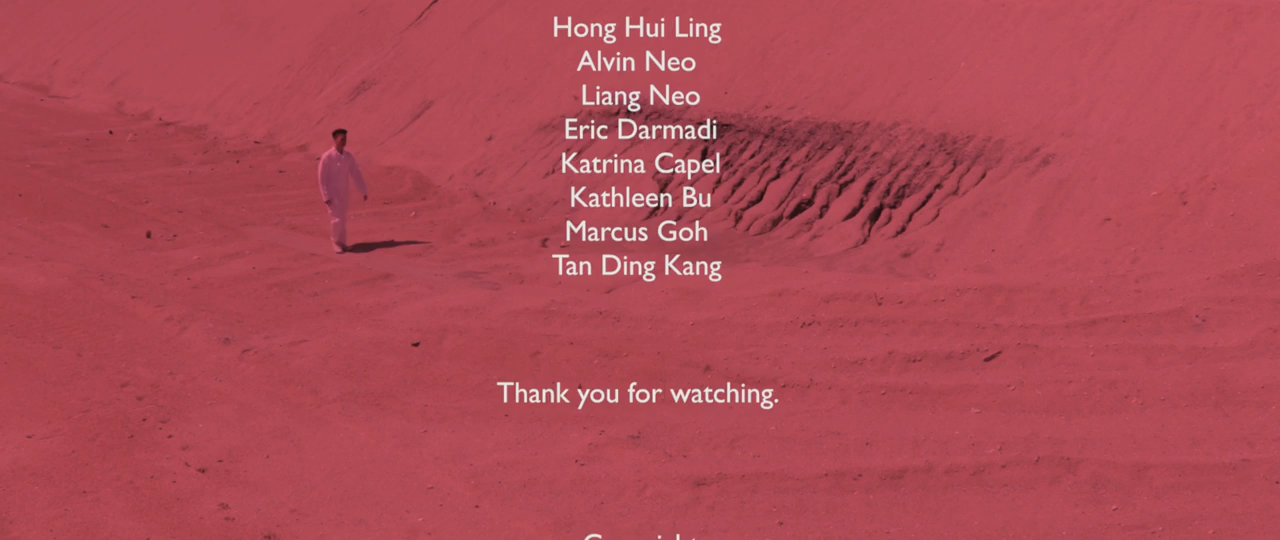 Hong Hui Ling
Alvin Neo
Liang Neo
Eric Darmadi
Katrina Capel
Kathleen Bu
Marcus Goh
Tan Ding Kang
Thank you for watching.